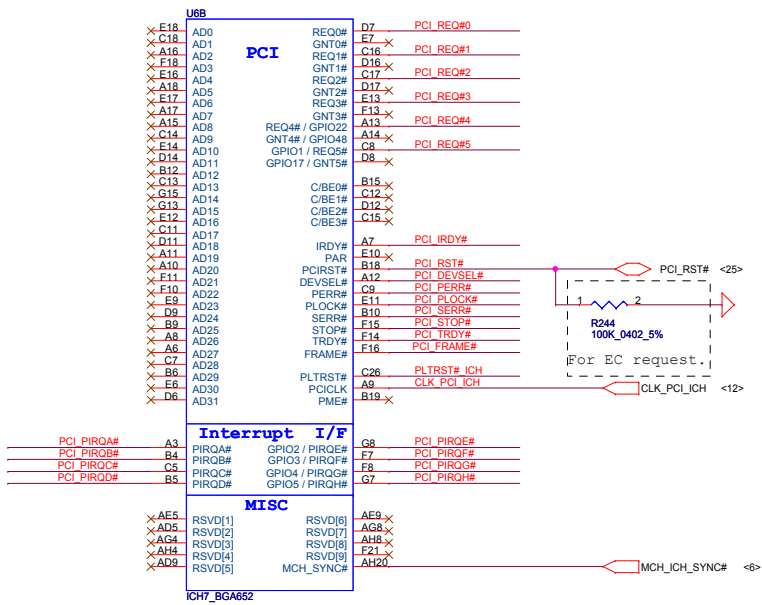 U6B
PCI
E18 AD0 REQ0# D7 PCI_REQ#0
C18 AD1 GNT0# E7
A16 AD2 REQ1# C16 PCI_REQ#1
F18 AD3 GNT1# D16
E16 AD4 REQ2# C17 PCI_REQ#2
A18 AD5 GNT2# D17
E17 AD6 REQ3# E13 PCI_REQ#3
A17 AD7 GNT3# F13
A15 AD8 REQ4# / GPIO22 A13 PCI_REQ#4
C14 AD9 GNT4# / GPIO48 A14
E14 AD10 GPIO1 / REQ5# C8 PCI_REQ#5
D14 AD11 GPIO17 / GNT5# D8
B12 AD12
C13 AD13 C/BE0# B15
G15 AD14 C/BE1# C12
G13 AD15 C/BE2# D12
E12 AD16 C/BE3# C15
C11 AD17
D11 AD18 IRDY# A7 PCI_IRDY#
A11 AD19 PAR E10
A10 AD20 PCIRST# B18 PCI_RST# PCI_RST# <25>
F11 AD21 DEVSEL# A12 PCI_DEVSEL#
F10 AD22 PERR# C9 PCI_PERR#
E9 AD23 PLOCK# E11 PCI_PLOCK# 1 2
D9 AD24 SERR# B10 PCI_SERR# R244
B9 AD25 STOP# F15 PCI_STOP# 100K_0402_5%
A8 AD26 TRDY# F14 PCI_TRDY#
A6 AD27 FRAME# F16 PCI_FRAME# For EC request.
C7 AD28
B6 AD29 PLTRST# C26 PLTRST#_ICH
E6 AD30 PCICLK A9 CLK_PCI_ICH CLK_PCI_ICH <12>
D6 AD31 PME# B19
Interrupt I/F
PCI_PIRQA# A3 PIRQA# GPIO2 / PIRQE# G8 PCI_PIRQE#
PCI_PIRQB# B4 PIRQB# GPIO3 / PIRQF# F7 PCI_PIRQF#
PCI_PIRQC# C5 PIRQC# GPIO4 / PIRQG# F8 PCI_PIRQG#
PCI_PIRQD# B5 PIRQD# GPIO5 / PIRQH# G7 PCI_PIRQH#
MISC
AE5 RSVD[1] RSVD[6] AE9
AD5 RSVD[2] RSVD[7] AG8
AG4 RSVD[3] RSVD[8] AH8
AH4 RSVD[4] RSVD[9] F21
AD9 RSVD[5] MCH_SYNC# AH20 MCH_ICH_SYNC# <6>
ICH7_BGA652